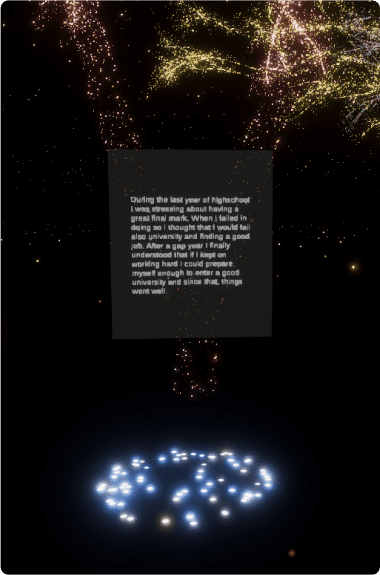 During the last year of highschool
I was stressing about having a
great final mark. When I failed in
doing so I thought that I would fail
also university and finding a good
job. After a gap year I finally
understood that if I kept on
working hard I could prepare
myself enough to enter a good
university and since that, things
went well.